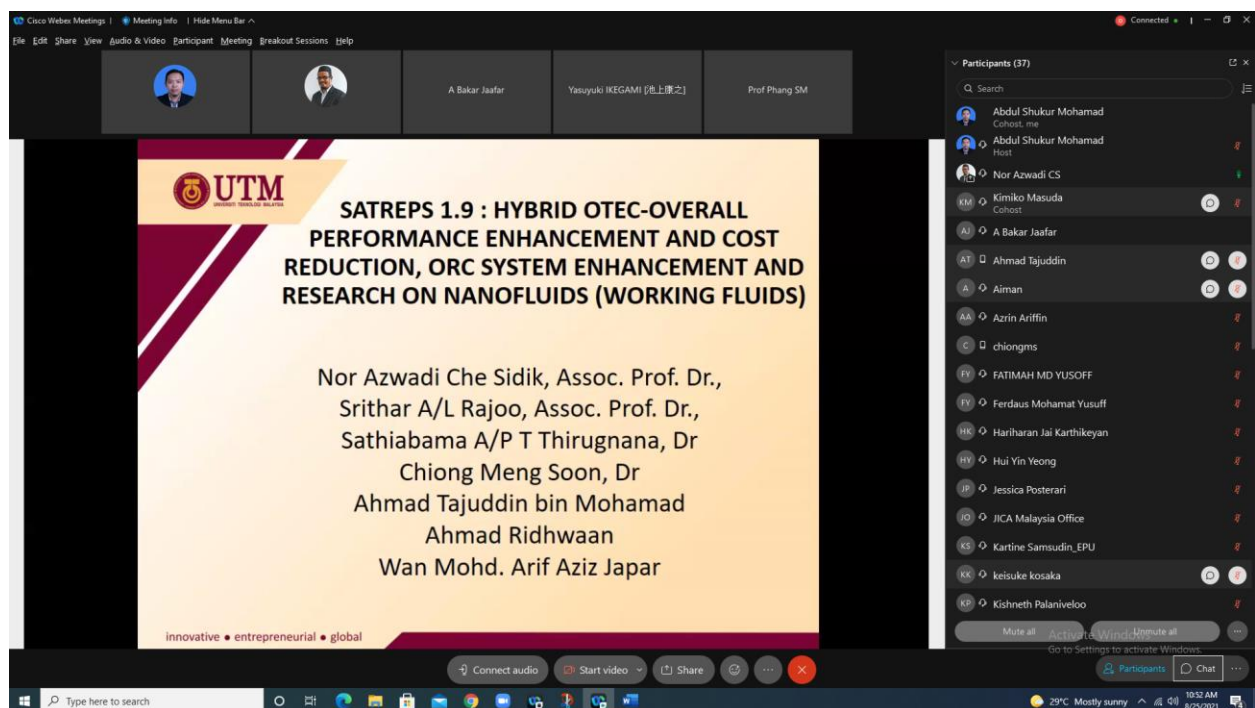 Cisco Webex Meetings
Meeting Info
Hide Menu Bar
Connected
File Edit Share View Audio & Video Participant Meeting Breakout Sessions Help
A Bakar Jaafar
Yasuyuki IKEGAMI [池上康之]
Prof Phang SM
UTM
UNIVERSITI TEKNOLOGI MALAYSIA
SATREPS 1.9 : HYBRID OTEC-OVERALL
PERFORMANCE ENHANCEMENT AND COST
REDUCTION, ORC SYSTEM ENHANCEMENT AND
RESEARCH ON NANOFLUIDS (WORKING FLUIDS)
Nor Azwadi Che Sidik, Assoc. Prof. Dr.,
Srithar A/L Rajoo, Assoc. Prof. Dr.,
Sathiabama A/P T Thirugnana, Dr
Chiong Meng Soon, Dr
Ahmad Tajuddin bin Mohamad
Ahmad Ridhwaan
Wan Mohd. Arif Aziz Japar
innovative ● entrepreneurial ● global
Participants (37)
Search
Abdul Shukur Mohamad
Cohost, me
Abdul Shukur Mohamad
Host
Nor Azwadi CS
KM Kimiko Masuda
Cohost
AJ A Bakar Jaafar
AT Ahmad Tajuddin
A Aiman
AA Azrin Ariffin
C chiongms
FY FATIMAH MD YUSOFF
FY Ferdaus Mohamat Yusuff
HK Hariharan Jai Karthikeyan
HY Hui Yin Yeong
JP Jessica Posterari
JO JICA Malaysia Office
KS Kartine Samsudin_EPU
KK keisuke kosaka
KP Kishneth Palaniveloo
Mute all
Unmute all
Activate Windows
Go to Settings to activate Windows.
Connect audio
Start video
Share
Participants
Chat
Type here to search
29°C Mostly sunny
10:52 AM
8/25/2021